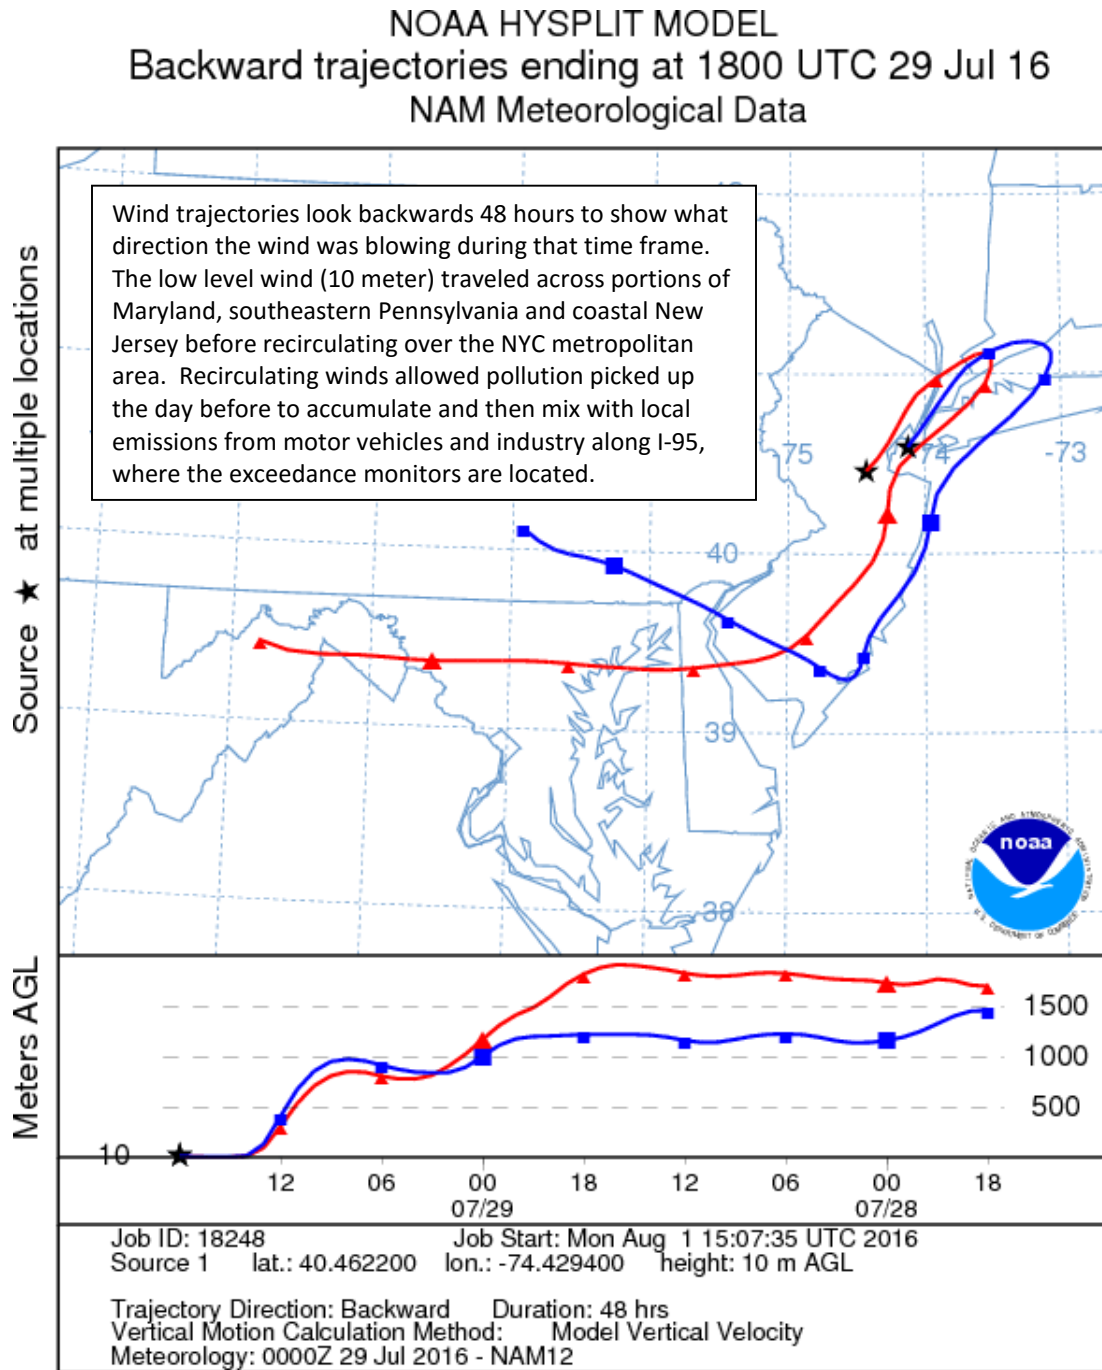 NOAA HYSPLIT MODEL
Backward trajectories ending at 1800 UTC 29 Jul 16
NAM Meteorological Data
Source ★ at multiple locations
Wind trajectories look backwards 48 hours to show what
direction the wind was blowing during that time frame.
The low level wind (10 meter) traveled across portions of
Maryland, southeastern Pennsylvania and coastal New
Jersey before recirculating over the NYC metropolitan
area. Recirculating winds allowed pollution picked up
the day before to accumulate and then mix with local
emissions from motor vehicles and industry along I-95,
where the exceedance monitors are located.
-75
-74
-73
40
39
38
noaa
NATIONAL OCEANIC AND ATMOSPHERIC ADMINISTRATION
U.S. DEPARTMENT OF COMMERCE
Meters AGL
1500
1000
500
10
12 06 00 18 12 06 00 18
07/29 07/28
Job ID: 18248 Job Start: Mon Aug 1 15:07:35 UTC 2016
Source 1 lat.: 40.462200 lon.: -74.429400 height: 10 m AGL
Trajectory Direction: Backward Duration: 48 hrs
Vertical Motion Calculation Method: Model Vertical Velocity
Meteorology: 0000Z 29 Jul 2016 - NAM12